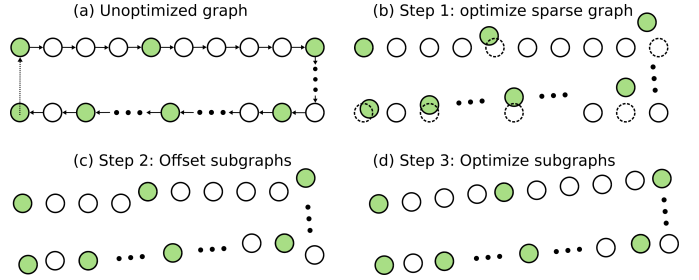 (a) Unoptimized graph
(b) Step 1: optimize sparse graph
(c) Step 2: Offset subgraphs
(d) Step 3: Optimize subgraphs